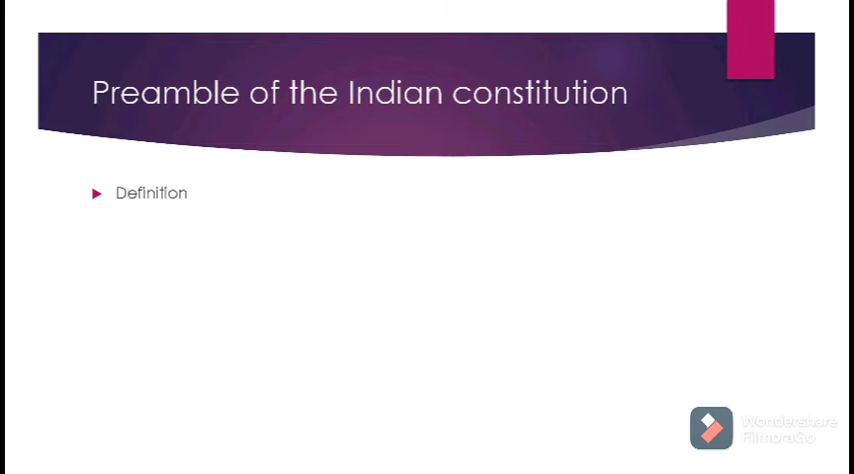 Preamble of the Indian constitution
Definition
Wondershare
FilmoraGo